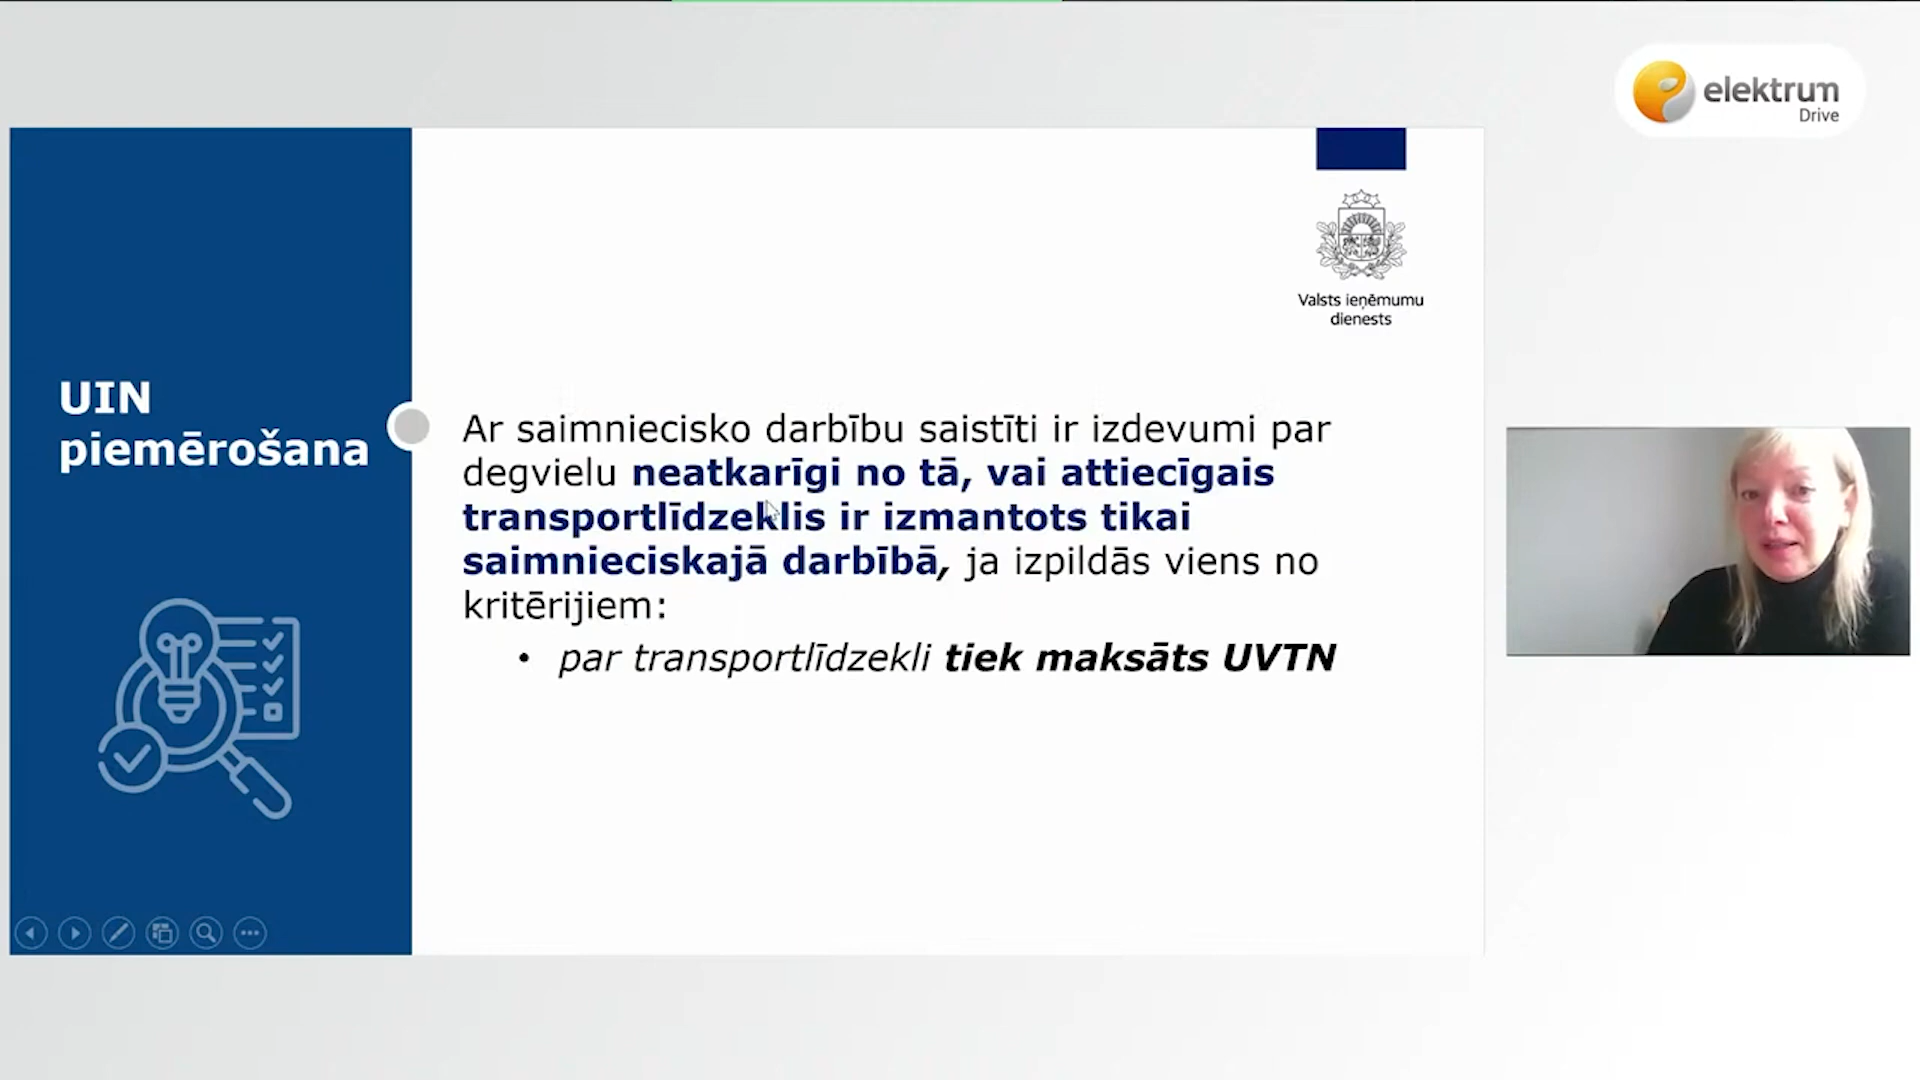 elektrum
Drive
Valsts ieņēmumu
dienests
UIN
piemērošana
Ar saimniecisko darbību saistīti ir izdevumi par
degvielu neatkarīgi no tā, vai attiecīgais
transportlīdzeklis ir izmantots tikai
saimnieciskajā darbībā, ja izpildās viens no
kritērijiem:
• par transportlīdzekli tiek maksāts UVTN